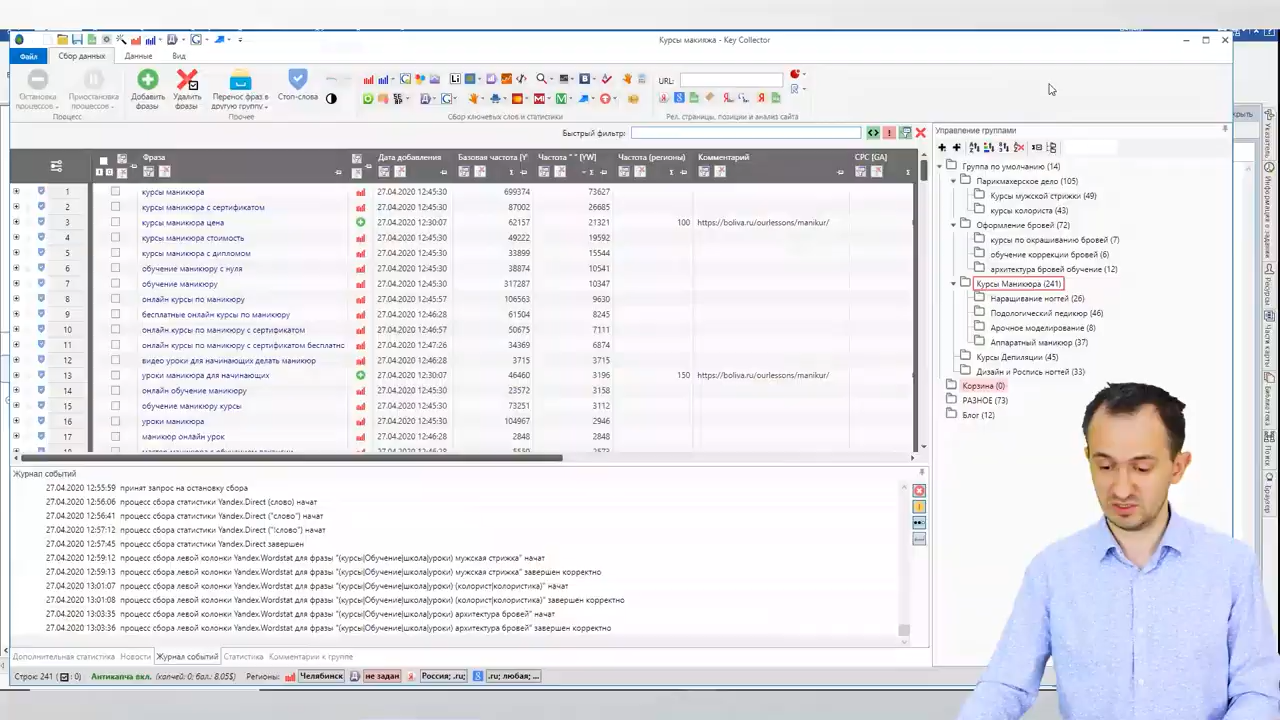 Курсы макияжа - Key Collector
Файл Сбор данных Данные Вид
Остановка процессов Приостановка процессов Добавить фразы Удалить фразы Перенос фраз в другую группу Стоп-слова URL:
Процесс Прочее Сбор ключевых слов и статистики Рел. страницы, позиции и анализ сайта
Быстрый фильтр: Управление группами
Фраза Дата добавления Базовая частота [Y] Частота " " [YW] Частота (регионы) Комментарий CPC [GA]
1 курсы маникюра 27.04.2020 12:45:30 699374 73627
2 курсы маникюра с сертификатом 27.04.2020 12:45:30 87002 26685
3 курсы маникюра цена 27.04.2020 12:30:07 62157 21321 100 https://boliva.ru/ourlessons/manikur/
4 курсы маникюра стоимость 27.04.2020 12:45:30 49222 19592
5 курсы маникюра с дипломом 27.04.2020 12:45:30 33899 15544
6 обучение маникюру с нуля 27.04.2020 12:45:30 38874 10541
7 обучение маникюру 27.04.2020 12:45:30 317287 10347
8 онлайн курсы по маникюру 27.04.2020 12:45:57 106563 9630
9 бесплатные онлайн курсы по маникюру 27.04.2020 12:46:28 61504 8245
10 онлайн курсы по маникюру с сертификатом 27.04.2020 12:46:57 50675 7111
11 онлайн курсы по маникюру с сертификатом бесплатнс 27.04.2020 12:47:26 34369 6874
12 видео уроки для начинающих делать маникюр 27.04.2020 12:46:28 3715 3715
13 уроки маникюра для начинающих 27.04.2020 12:30:07 46460 3196 150 https://boliva.ru/ourlessons/manikur/
14 онлайн обучение маникюру 27.04.2020 12:45:30 23572 3158
15 обучение маникюру курсы 27.04.2020 12:45:30 73251 3112
16 уроки маникюра 27.04.2020 12:45:30 104967 2946
17 маникюр онлайн урок 27.04.2020 12:46:28 2848 2848
Группа по умолчанию (14)
Парикмахерское дело (105)
Курсы мужской стрижки (49)
курсы колориста (43)
Оформление бровей (72)
курсы по окрашиванию бровей (7)
обучение коррекции бровей (6)
архитектура бровей обучение (12)
Курсы Маникюра (241)
Наращивание ногтей (26)
Подологический педикюр (46)
Арочное моделирование (8)
Аппаратный маникюр (37)
Курсы Депиляции (45)
Дизайн и Роспись ногтей (33)
Корзина (0)
РАЗНОЕ (73)
Блог (12)
Журнал событий
27.04.2020 12:55:59 принят запрос на остановку сбора
27.04.2020 12:56:06 процесс сбора статистики Yandex.Direct (слово) начат
27.04.2020 12:56:41 процесс сбора статистики Yandex.Direct ("слово") начат
27.04.2020 12:57:12 процесс сбора статистики Yandex.Direct ("!слово") начат
27.04.2020 12:57:45 процесс сбора статистики Yandex.Direct завершен
27.04.2020 12:59:12 процесс сбора левой колонки Yandex.Wordstat для фразы "(курсы|Обучение|школа|уроки) мужская стрижка" начат
27.04.2020 12:59:13 процесс сбора левой колонки Yandex.Wordstat для фразы "(курсы|Обучение|школа|уроки) мужская стрижка" завершен корректно
27.04.2020 13:01:07 процесс сбора левой колонки Yandex.Wordstat для фразы "(курсы|Обучение|школа|уроки) (колорист|колористика)" начат
27.04.2020 13:01:08 процесс сбора левой колонки Yandex.Wordstat для фразы "(курсы|Обучение|школа|уроки) (колорист|колористика)" завершен корректно
27.04.2020 13:03:35 процесс сбора левой колонки Yandex.Wordstat для фразы "(курсы|Обучение|школа|уроки) архитектура бровей" начат
27.04.2020 13:03:36 процесс сбора левой колонки Yandex.Wordstat для фразы "(курсы|Обучение|школа|уроки) архитектура бровей" завершен корректно
Дополнительная статистика Новости Журнал событий Статистика Комментарии к группе
Строк: 241 ( : 0) Антикапча вкл. (капчей: 0; бал.: 8.05$) Регионы: Челябинск не задан Россия; .ru; .ru; любая; ...
Информация о задании
Ресурсы
Части карты
Библиотека
Поиск
Браузер